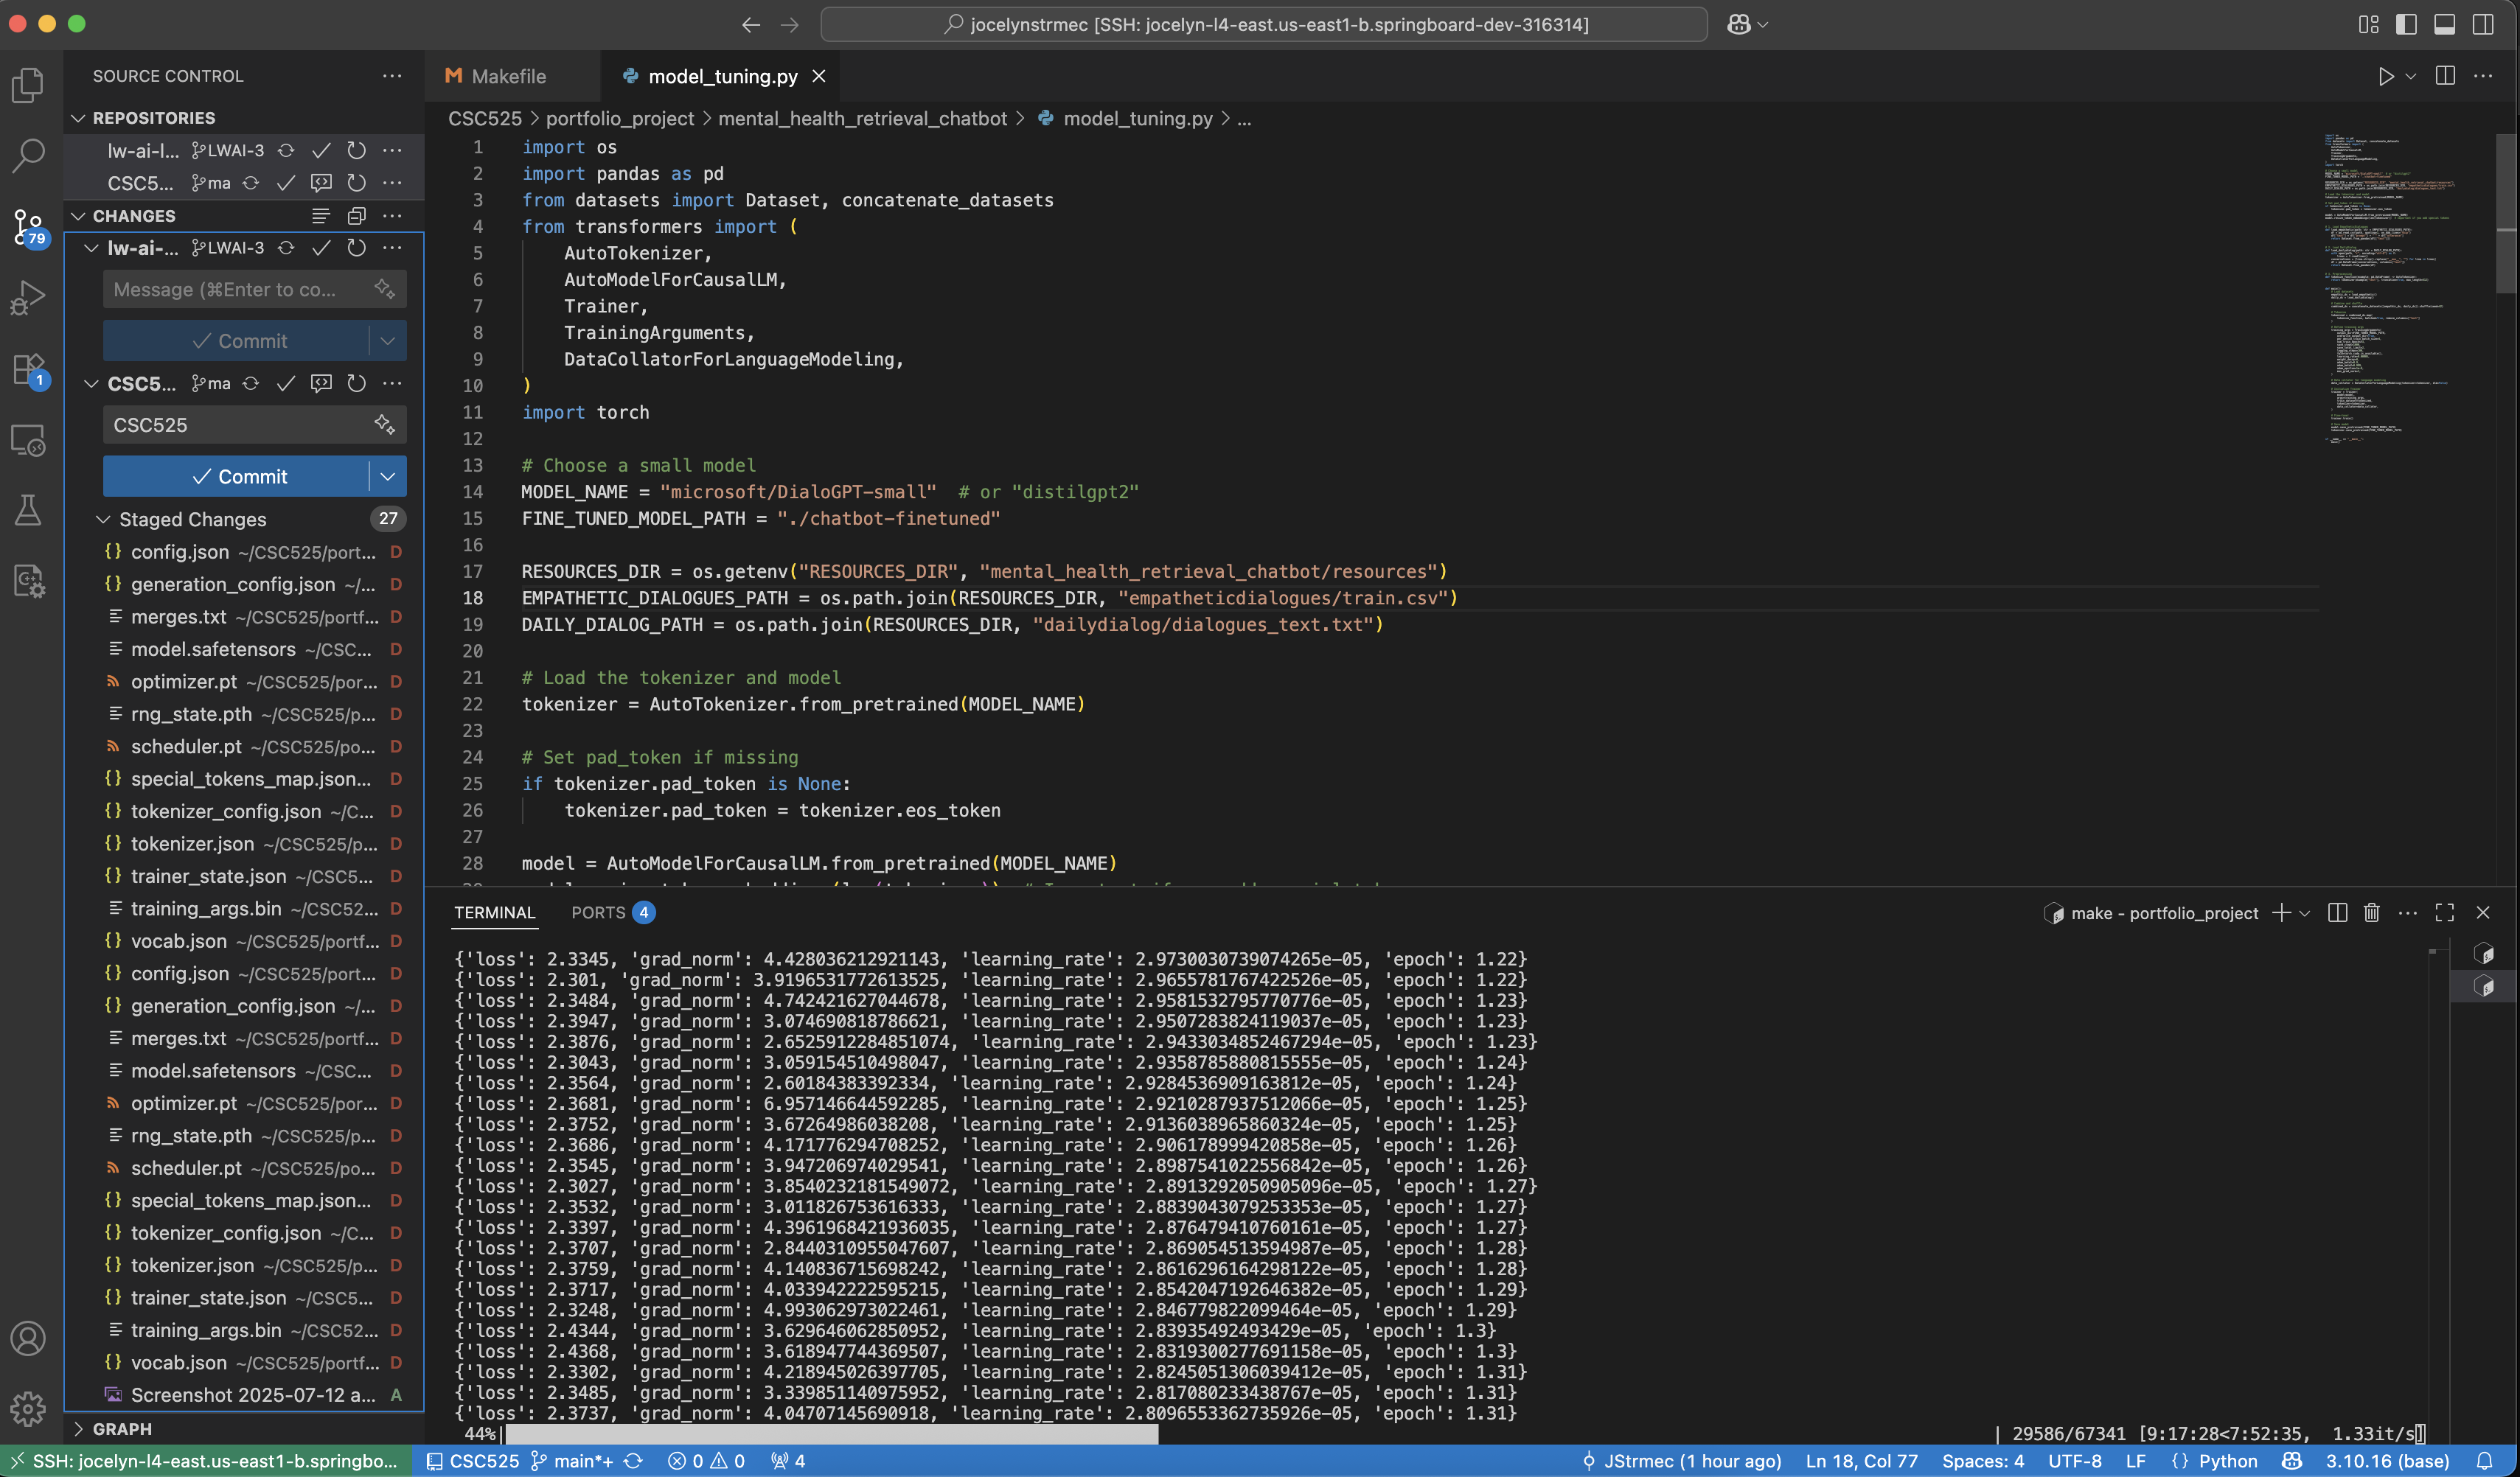 jocelynstrmec [SSH: jocelyn-l4-east.us-east1-b.springboard-dev-316314]
SOURCE CONTROL
REPOSITORIES
lw-ai-l... LWAI-3
CSC5... ma
CHANGES
lw-ai-... LWAI-3
Message (⌘Enter to co...
Commit
CSC5... ma
CSC525
Commit
Staged Changes 27
config.json ~/CSC525/port... D
generation_config.json ~/... D
merges.txt ~/CSC525/portf... D
model.safetensors ~/CSC... D
optimizer.pt ~/CSC525/por... D
rng_state.pth ~/CSC525/p... D
scheduler.pt ~/CSC525/po... D
special_tokens_map.json... D
tokenizer_config.json ~/C... D
tokenizer.json ~/CSC525/p... D
trainer_state.json ~/CSC5... D
training_args.bin ~/CSC52... D
vocab.json ~/CSC525/portf... D
config.json ~/CSC525/port... D
generation_config.json ~/... D
merges.txt ~/CSC525/portf... D
model.safetensors ~/CSC... D
optimizer.pt ~/CSC525/por... D
rng_state.pth ~/CSC525/p... D
scheduler.pt ~/CSC525/po... D
special_tokens_map.json... D
tokenizer_config.json ~/C... D
tokenizer.json ~/CSC525/p... D
trainer_state.json ~/CSC5... D
training_args.bin ~/CSC52... D
vocab.json ~/CSC525/portf... D
Screenshot 2025-07-12 a... A
GRAPH
79
1
Makefile
model_tuning.py
CSC525 > portfolio_project > mental_health_retrieval_chatbot > model_tuning.py > ...
1 import os
2 import pandas as pd
3 from datasets import Dataset, concatenate_datasets
4 from transformers import (
5 AutoTokenizer,
6 AutoModelForCausalLM,
7 Trainer,
8 TrainingArguments,
9 DataCollatorForLanguageModeling,
10 )
11 import torch
12
13 # Choose a small model
14 MODEL_NAME = "microsoft/DialoGPT-small" # or "distilgpt2"
15 FINE_TUNED_MODEL_PATH = "./chatbot-finetuned"
16
17 RESOURCES_DIR = os.getenv("RESOURCES_DIR", "mental_health_retrieval_chatbot/resources")
18 EMPATHETIC_DIALOGUES_PATH = os.path.join(RESOURCES_DIR, "empatheticdialogues/train.csv")
19 DAILY_DIALOG_PATH = os.path.join(RESOURCES_DIR, "dailydialog/dialogues_text.txt")
20
21 # Load the tokenizer and model
22 tokenizer = AutoTokenizer.from_pretrained(MODEL_NAME)
23
24 # Set pad_token if missing
25 if tokenizer.pad_token is None:
26 tokenizer.pad_token = tokenizer.eos_token
27
28 model = AutoModelForCausalLM.from_pretrained(MODEL_NAME)
TERMINAL PORTS 4
make - portfolio_project
{'loss': 2.3345, 'grad_norm': 4.428036212921143, 'learning_rate': 2.9730030739074265e-05, 'epoch': 1.22}
{'loss': 2.301, 'grad_norm': 3.9196531772613525, 'learning_rate': 2.9655781767422526e-05, 'epoch': 1.22}
{'loss': 2.3484, 'grad_norm': 4.742421627044678, 'learning_rate': 2.9581532795770776e-05, 'epoch': 1.23}
{'loss': 2.3947, 'grad_norm': 3.074690818786621, 'learning_rate': 2.9507283824119037e-05, 'epoch': 1.23}
{'loss': 2.3876, 'grad_norm': 2.6525912284851074, 'learning_rate': 2.9433034852467294e-05, 'epoch': 1.23}
{'loss': 2.3043, 'grad_norm': 3.059154510498047, 'learning_rate': 2.9358785880815555e-05, 'epoch': 1.24}
{'loss': 2.3564, 'grad_norm': 2.60184383392334, 'learning_rate': 2.9284536909163812e-05, 'epoch': 1.24}
{'loss': 2.3681, 'grad_norm': 6.957146644592285, 'learning_rate': 2.9210287937512066e-05, 'epoch': 1.25}
{'loss': 2.3752, 'grad_norm': 3.67264986038208, 'learning_rate': 2.9136038965860324e-05, 'epoch': 1.25}
{'loss': 2.3686, 'grad_norm': 4.171776294708252, 'learning_rate': 2.906178999420858e-05, 'epoch': 1.26}
{'loss': 2.3545, 'grad_norm': 3.947206974029541, 'learning_rate': 2.8987541022556842e-05, 'epoch': 1.26}
{'loss': 2.3027, 'grad_norm': 3.8540232181549072, 'learning_rate': 2.8913292050905096e-05, 'epoch': 1.27}
{'loss': 2.3532, 'grad_norm': 3.011826753616333, 'learning_rate': 2.8839043079253353e-05, 'epoch': 1.27}
{'loss': 2.3397, 'grad_norm': 4.3961968421936035, 'learning_rate': 2.876479410760161e-05, 'epoch': 1.27}
{'loss': 2.3707, 'grad_norm': 2.8440310955047607, 'learning_rate': 2.869054513594987e-05, 'epoch': 1.28}
{'loss': 2.3759, 'grad_norm': 4.140836715698242, 'learning_rate': 2.8616296164298122e-05, 'epoch': 1.28}
{'loss': 2.3717, 'grad_norm': 4.033942222595215, 'learning_rate': 2.8542047192646382e-05, 'epoch': 1.29}
{'loss': 2.3248, 'grad_norm': 4.993062973022461, 'learning_rate': 2.846779822099464e-05, 'epoch': 1.29}
{'loss': 2.4344, 'grad_norm': 3.629646062850952, 'learning_rate': 2.83935492493429e-05, 'epoch': 1.3}
{'loss': 2.4368, 'grad_norm': 3.618947744369507, 'learning_rate': 2.8319300277691158e-05, 'epoch': 1.3}
{'loss': 2.3302, 'grad_norm': 4.218945026397705, 'learning_rate': 2.8245051306039412e-05, 'epoch': 1.31}
{'loss': 2.3485, 'grad_norm': 3.339851140975952, 'learning_rate': 2.817080233438767e-05, 'epoch': 1.31}
{'loss': 2.3737, 'grad_norm': 4.04707145690918, 'learning_rate': 2.8096553362735926e-05, 'epoch': 1.31}
44%| | 29586/67341 [9:17:28<7:52:35, 1.33it/s]
SSH: jocelyn-l4-east.us-east1-b.springbo... CSC525 main*+ 0 0 4 JStrmec (1 hour ago) Ln 18, Col 77 Spaces: 4 UTF-8 LF {} Python 3.10.16 (base)